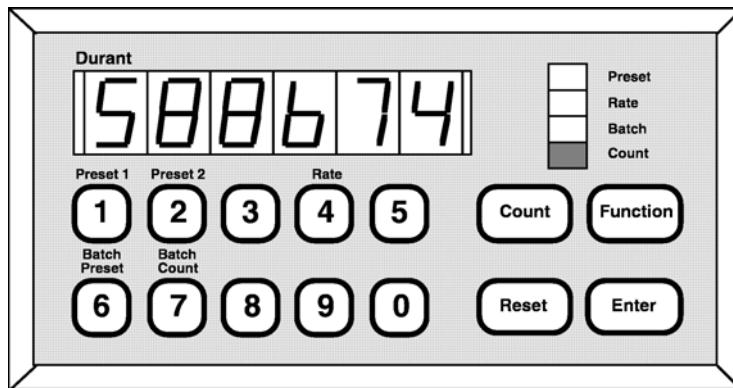 Durant
588674
Preset
Rate
Batch
Count
Preset 1 Preset 2 Rate
1 2 3 4 5 Count Function
Batch Preset Batch Count
6 7 8 9 0 Reset Enter